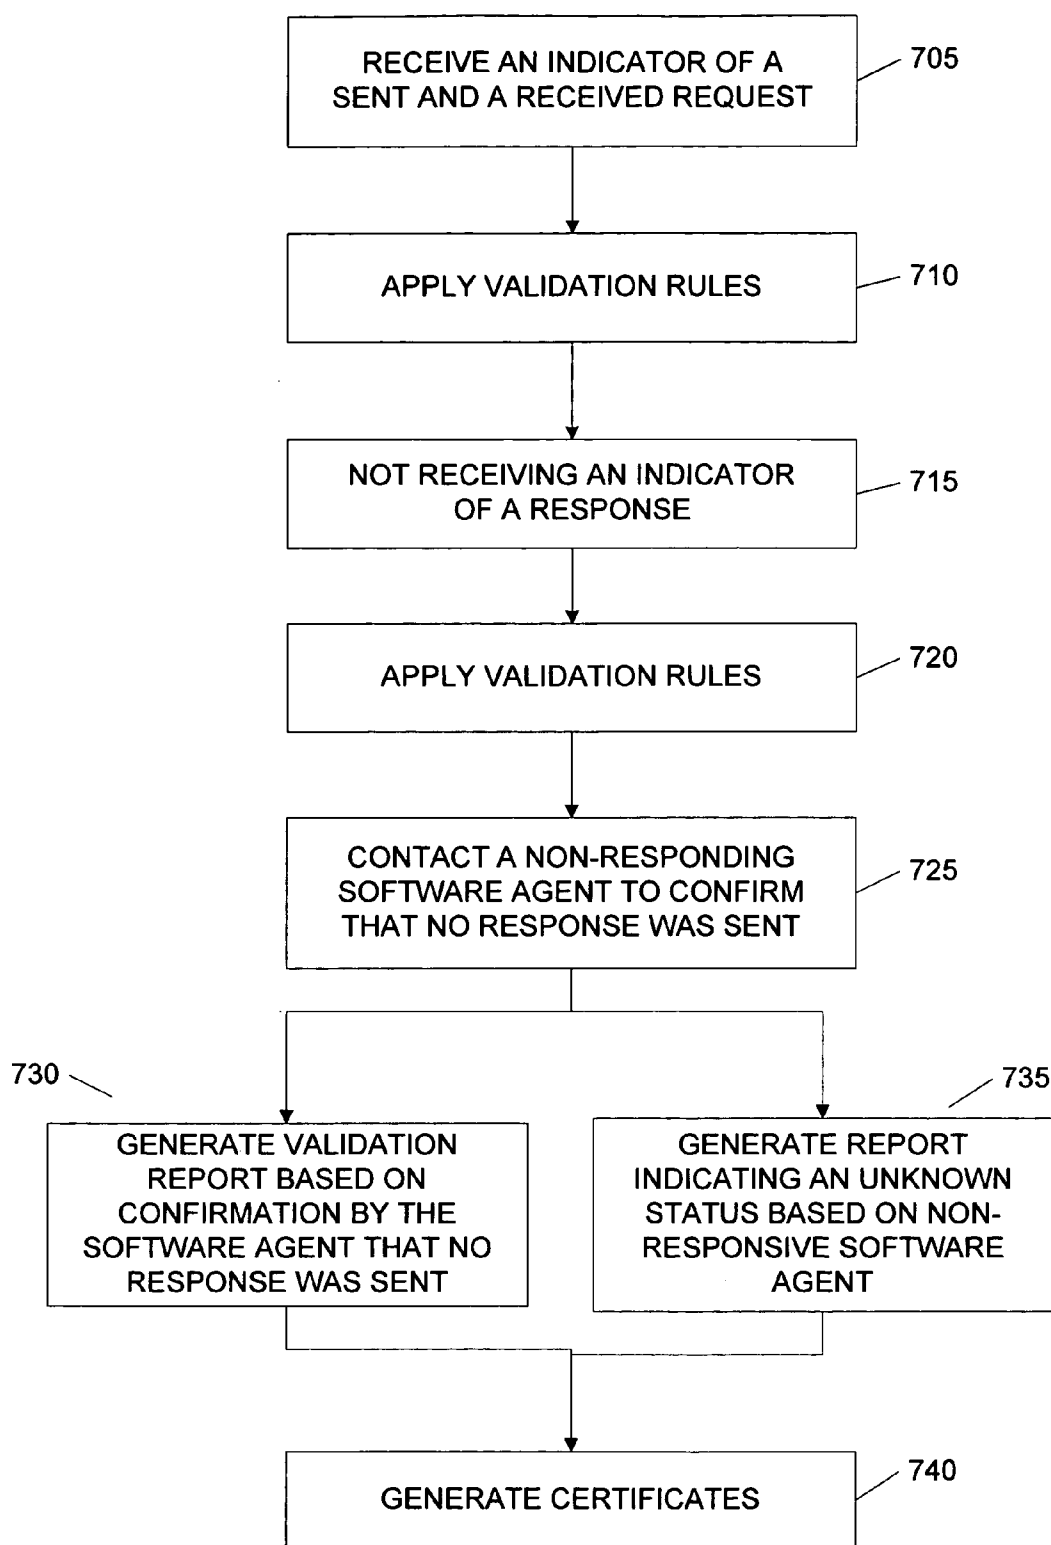 RECEIVE AN INDICATOR OF A
SENT AND A RECEIVED REQUEST
705
APPLY VALIDATION RULES
710
NOT RECEIVING AN INDICATOR
OF A RESPONSE
715
APPLY VALIDATION RULES
720
CONTACT A NON-RESPONDING
SOFTWARE AGENT TO CONFIRM
THAT NO RESPONSE WAS SENT
725
730
GENERATE VALIDATION
REPORT BASED ON
CONFIRMATION BY THE
SOFTWARE AGENT THAT NO
RESPONSE WAS SENT
735
GENERATE REPORT
INDICATING AN UNKNOWN
STATUS BASED ON NON-
RESPONSIVE SOFTWARE
AGENT
GENERATE CERTIFICATES
740